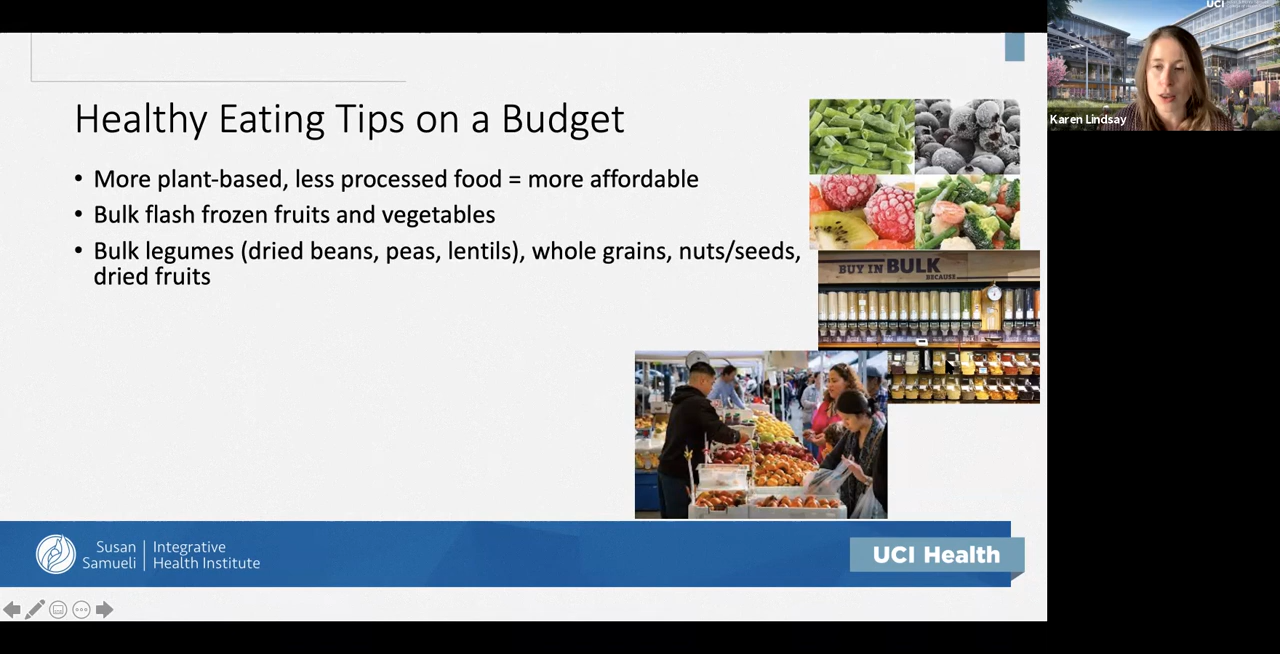 Healthy Eating Tips on a Budget
• More plant-based, less processed food = more affordable
• Bulk flash frozen fruits and vegetables
• Bulk legumes (dried beans, peas, lentils), whole grains, nuts/seeds,
dried fruits
BUY IN BULK
BECAUSE
Susan
Samueli
Integrative
Health Institute
UCI Health
UCI
Karen Lindsay